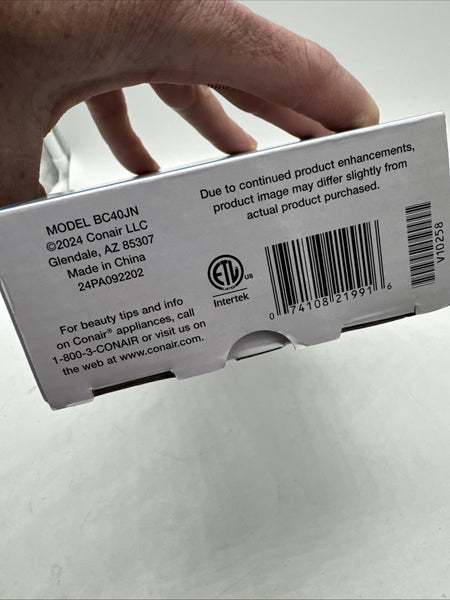 MODEL BC40JN
©2024 Conair LLC
Glendale, AZ 85307
Made in China
24PA092202
For beauty tips and info
on Conair® appliances, call
1-800-3-CONAIR or visit us on
the web at www.conair.com.
Due to continued product enhancements,
product image may differ slightly from
actual product purchased.
ETL
US
Intertek
0 74108 21991 6
V10258